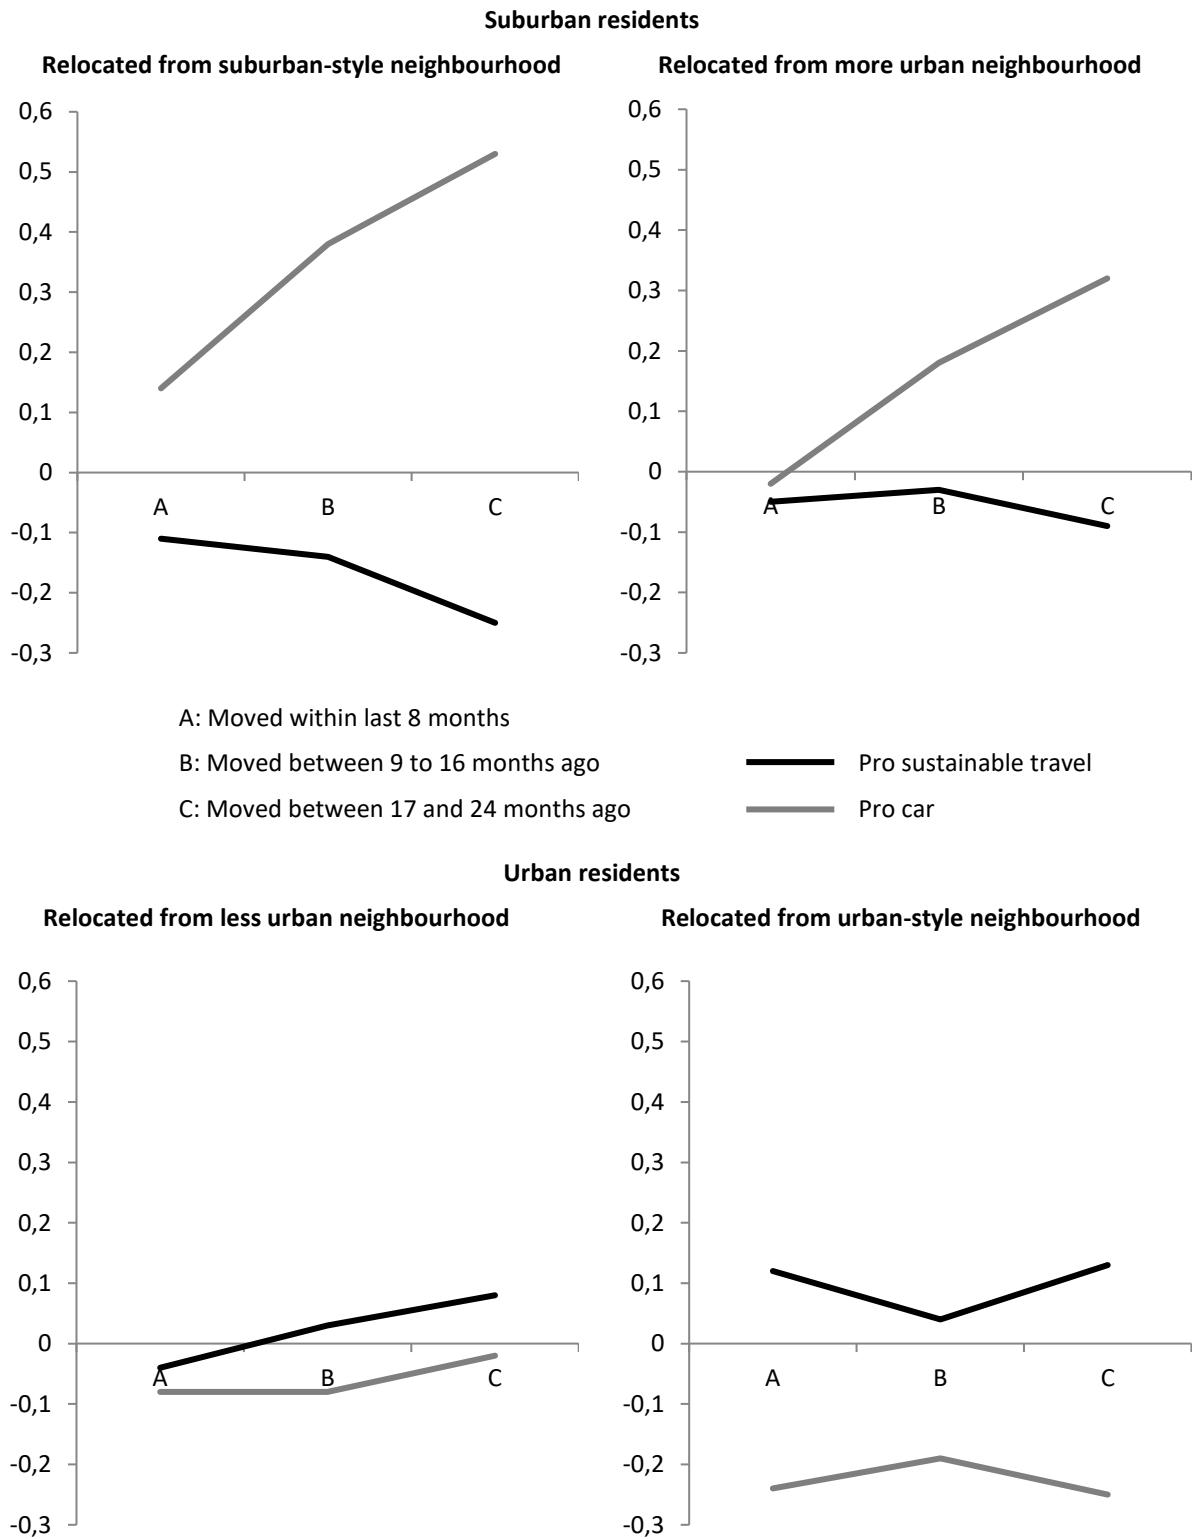 Suburban residents
Relocated from suburban-style neighbourhood
0,6
0,5
0,4
0,3
0,2
0,1
0
-0,1
-0,2
-0,3
A B C
Relocated from more urban neighbourhood
0,6
0,5
0,4
0,3
0,2
0,1
0
-0,1
-0,2
-0,3
A B C
A: Moved within last 8 months
B: Moved between 9 to 16 months ago
C: Moved between 17 and 24 months ago
Pro sustainable travel
Pro car
Urban residents
Relocated from less urban neighbourhood
0,6
0,5
0,4
0,3
0,2
0,1
0
-0,1
-0,2
-0,3
A B C
Relocated from urban-style neighbourhood
0,6
0,5
0,4
0,3
0,2
0,1
0
-0,1
-0,2
-0,3
A B C